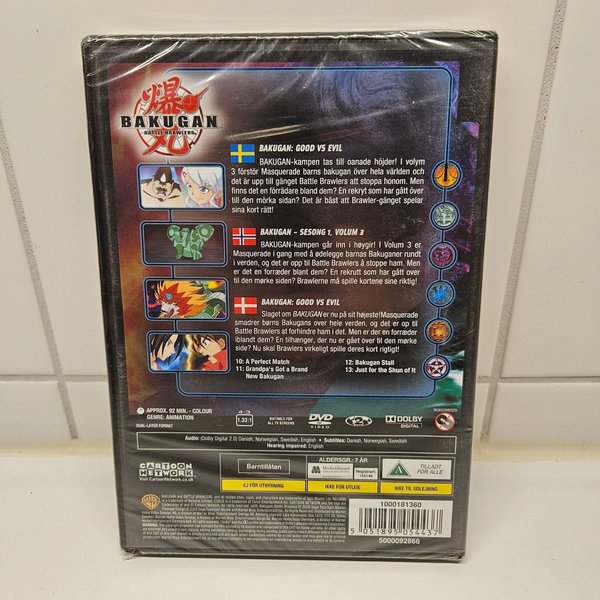 爆
BAKUGAN
BATTLE BRAWLERS
丸
BAKUGAN: GOOD VS EVIL
BAKUGAN-kampen tas till oanade höjder! I volym
3 förstör Masquerade barns bakugan över hela världen och
det är upp till gänget Battle Brawlers att stoppa honom. Men
finns det en förrädare bland dem? En rekryt som har gått över
till den mörka sidan? Det är bäst att Brawler-gänget spelar
sina kort rätt!
BAKUGAN – SESONG 1, VOLUM 3
BAKUGAN-kampen går inn i høygir! I Volum 3 er
Masquerade i gang med å ødelegge barnas Bakuganer rundt
i verden, og det er opp til Battle Brawlers å stoppe ham. Men
er det en forræder blant dem? En rekrutt som har gått over
til den mørke siden? Brawlerne må spille kortene sine riktig!
BAKUGAN: GOOD VS EVIL
Slaget om BAKUGAN er nu på sit højeste! Masquerade
smadrer børns Bakugans over hele verden, og det er op til
Battle Brawlers at forhindre ham i det. Men er der en forræder
iblandt dem? En tilhænger, der nu er gået over til den mørke
side? Nu skal Brawlers virkeligt spille deres kort rigtigt!
10: A Perfect Match
11: Grandpa's Got a Brand
New Bakugan
12: Bakugan Stall
13: Just for the Shun of It
APPROX. 92 MIN. - COLOUR
GENRE: ANIMATION
DUAL-LAYER FORMAT
4:3
1.33:1
SUITABLE FOR
ALL TV SCREENS
DVD
VIDEO
2
DOLBY
DIGITAL
Audio: (Dolby Digital 2.0) Danish, Norwegian, Swedish, English • Subtitles: Danish, Norwegian, Swedish
Hearing impaired: English
CARTOON
NETWORK
Visit CartoonNetwork.co.uk
Barntillåten
ALDERSGR.: 7 ÅR
Medietilsynet
Registrert
TILLADT
FOR ALLE
EJ FÖR UTHYRNING
IKKE FOR UTLEIE
IKKE TIL UDLEJNING
1000181360
5051895054437
5000092866